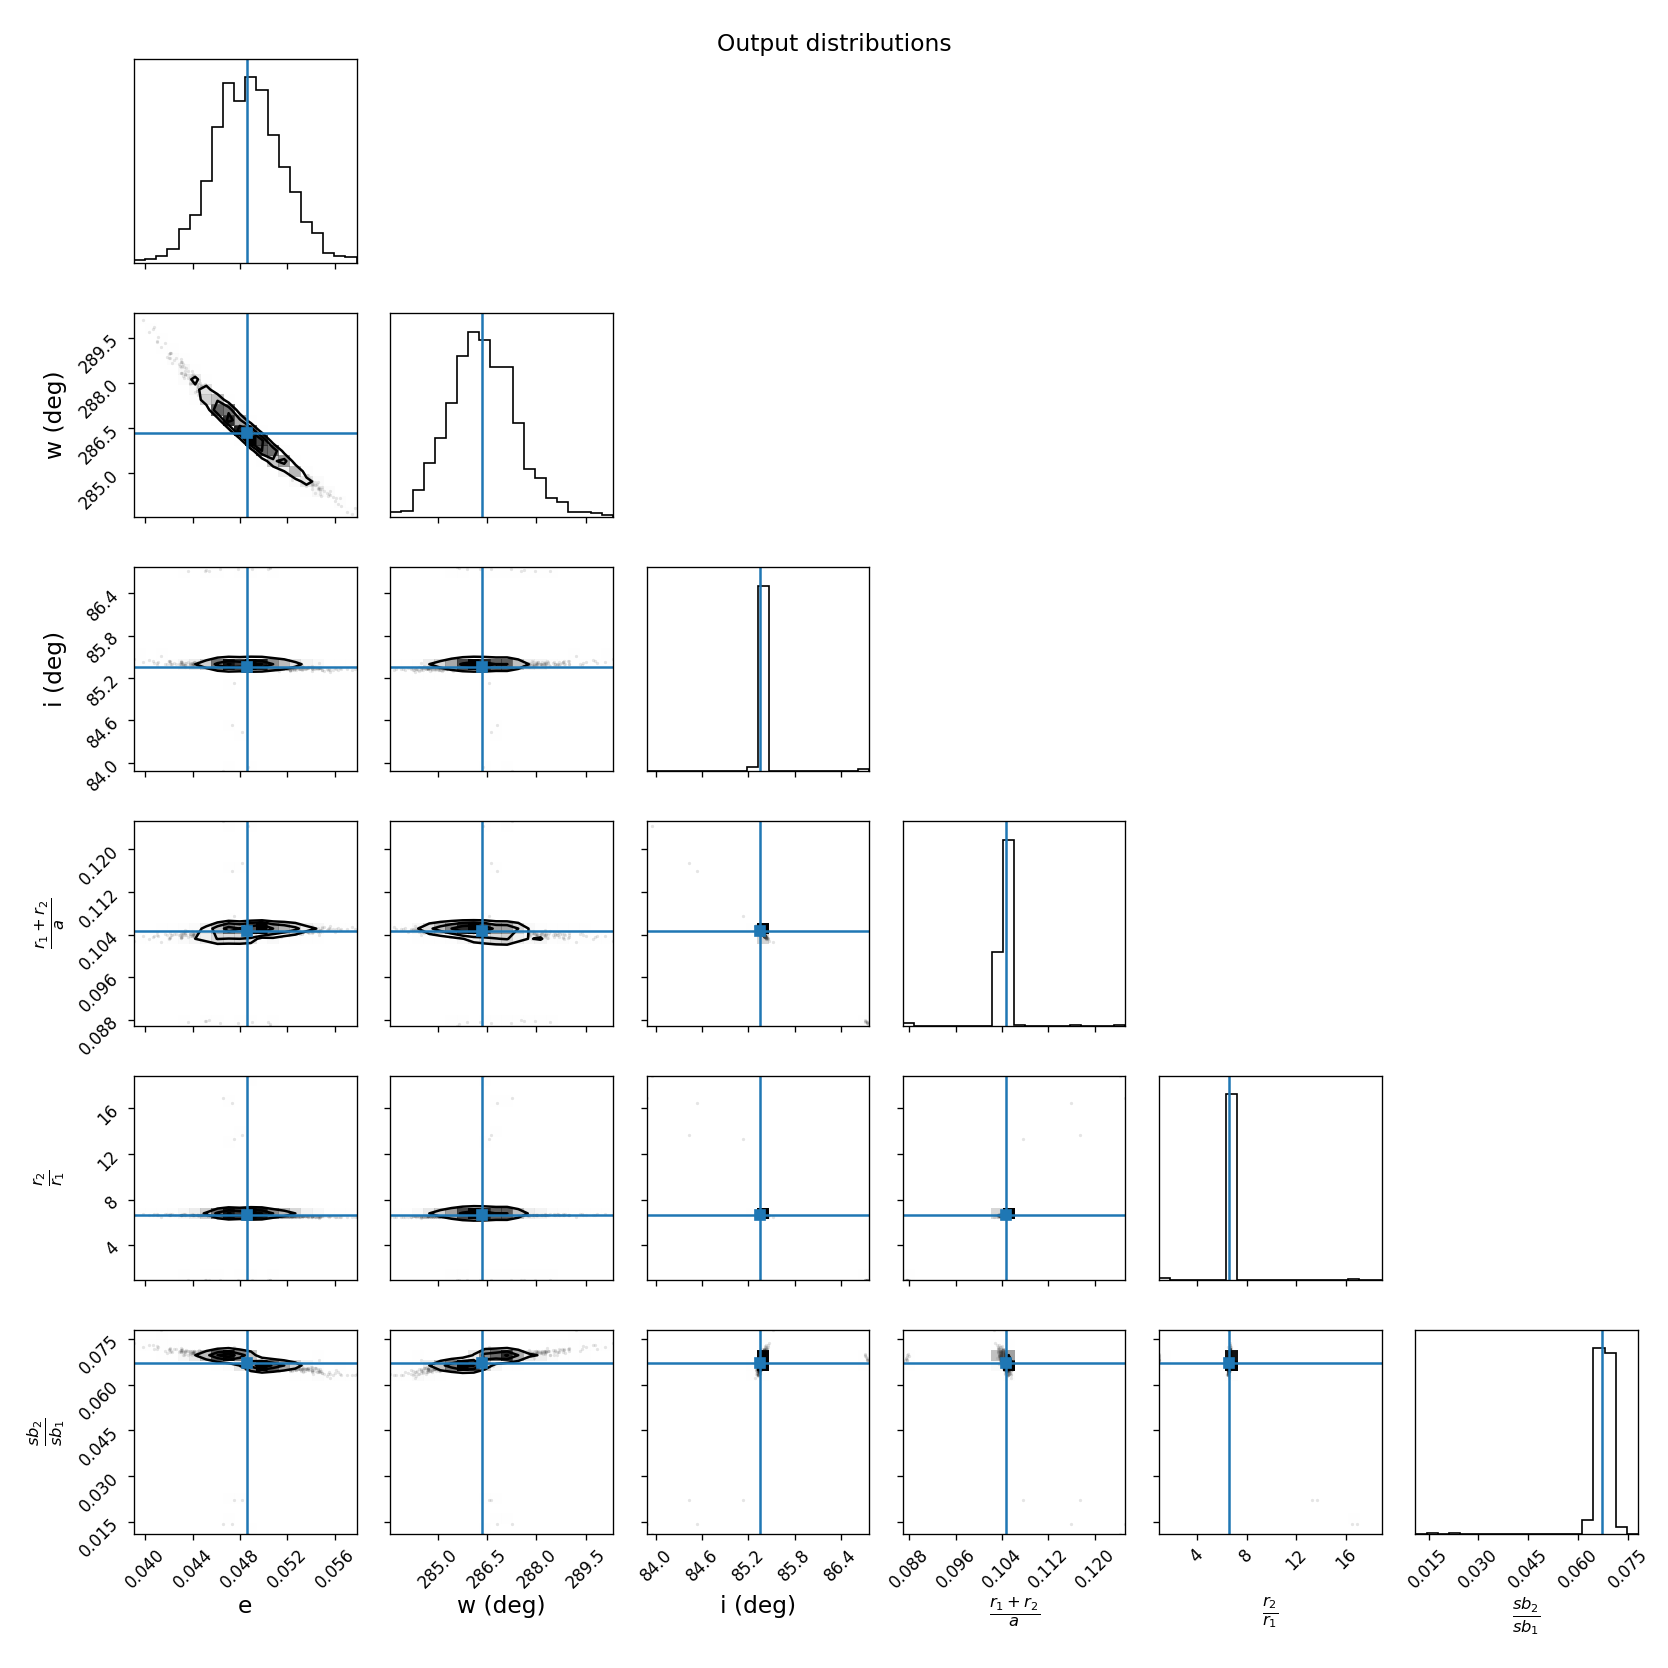 Output distributions
w (deg)
289.5
288.0
286.5
285.0
i (deg)
86.4
85.8
85.2
84.6
84.0
r₁ + r₂
a
0.120
0.112
0.104
0.096
0.088
r₂
r₁
16
12
8
4
sb₂
sb₁
0.075
0.060
0.045
0.030
0.015
0.040 0.044 0.048 0.052 0.056
285.0 286.5 288.0 289.5
84.0 84.6 85.2 85.8 86.4
0.088 0.096 0.104 0.112 0.120
4 8 12 16
0.015 0.030 0.045 0.060 0.075
e
w (deg)
i (deg)
r₁ + r₂
a
r₂
r₁
sb₂
sb₁